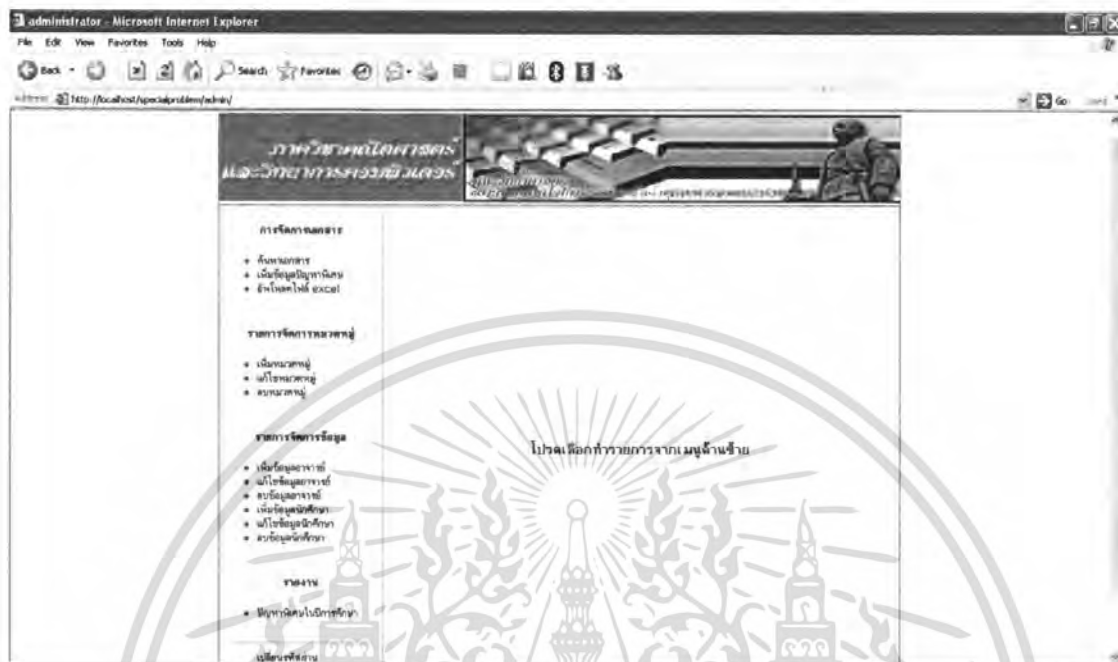 administrator - Microsoft Internet Explorer
File Edit View Favorites Tools Help
Back Search Favorites
Address http://localhost/specialproblem/admin/ Go
ภาควิชาคณิตศาสตร์
และวิทยาการคอมพิวเตอร์
การจัดการเอกสาร
ค้นหาเอกสาร
เพิ่มข้อมูลปัญหาพิเศษ
อัพโหลดไฟล์ excel
รายการจัดการหมวดหมู่
เพิ่มหมวดหมู่
แก้ไขหมวดหมู่
ลบหมวดหมู่
โปรดเลือกทำรายการจากเมนูด้านซ้าย
รายการจัดการข้อมูล
เพิ่มข้อมูลอาจารย์
แก้ไขข้อมูลอาจารย์
ลบข้อมูลอาจารย์
เพิ่มข้อมูลนักศึกษา
แก้ไขข้อมูลนักศึกษา
ลบข้อมูลนักศึกษา
รายงาน
ปัญหาพิเศษในปีการศึกษา
เปลี่ยนรหัสผ่าน